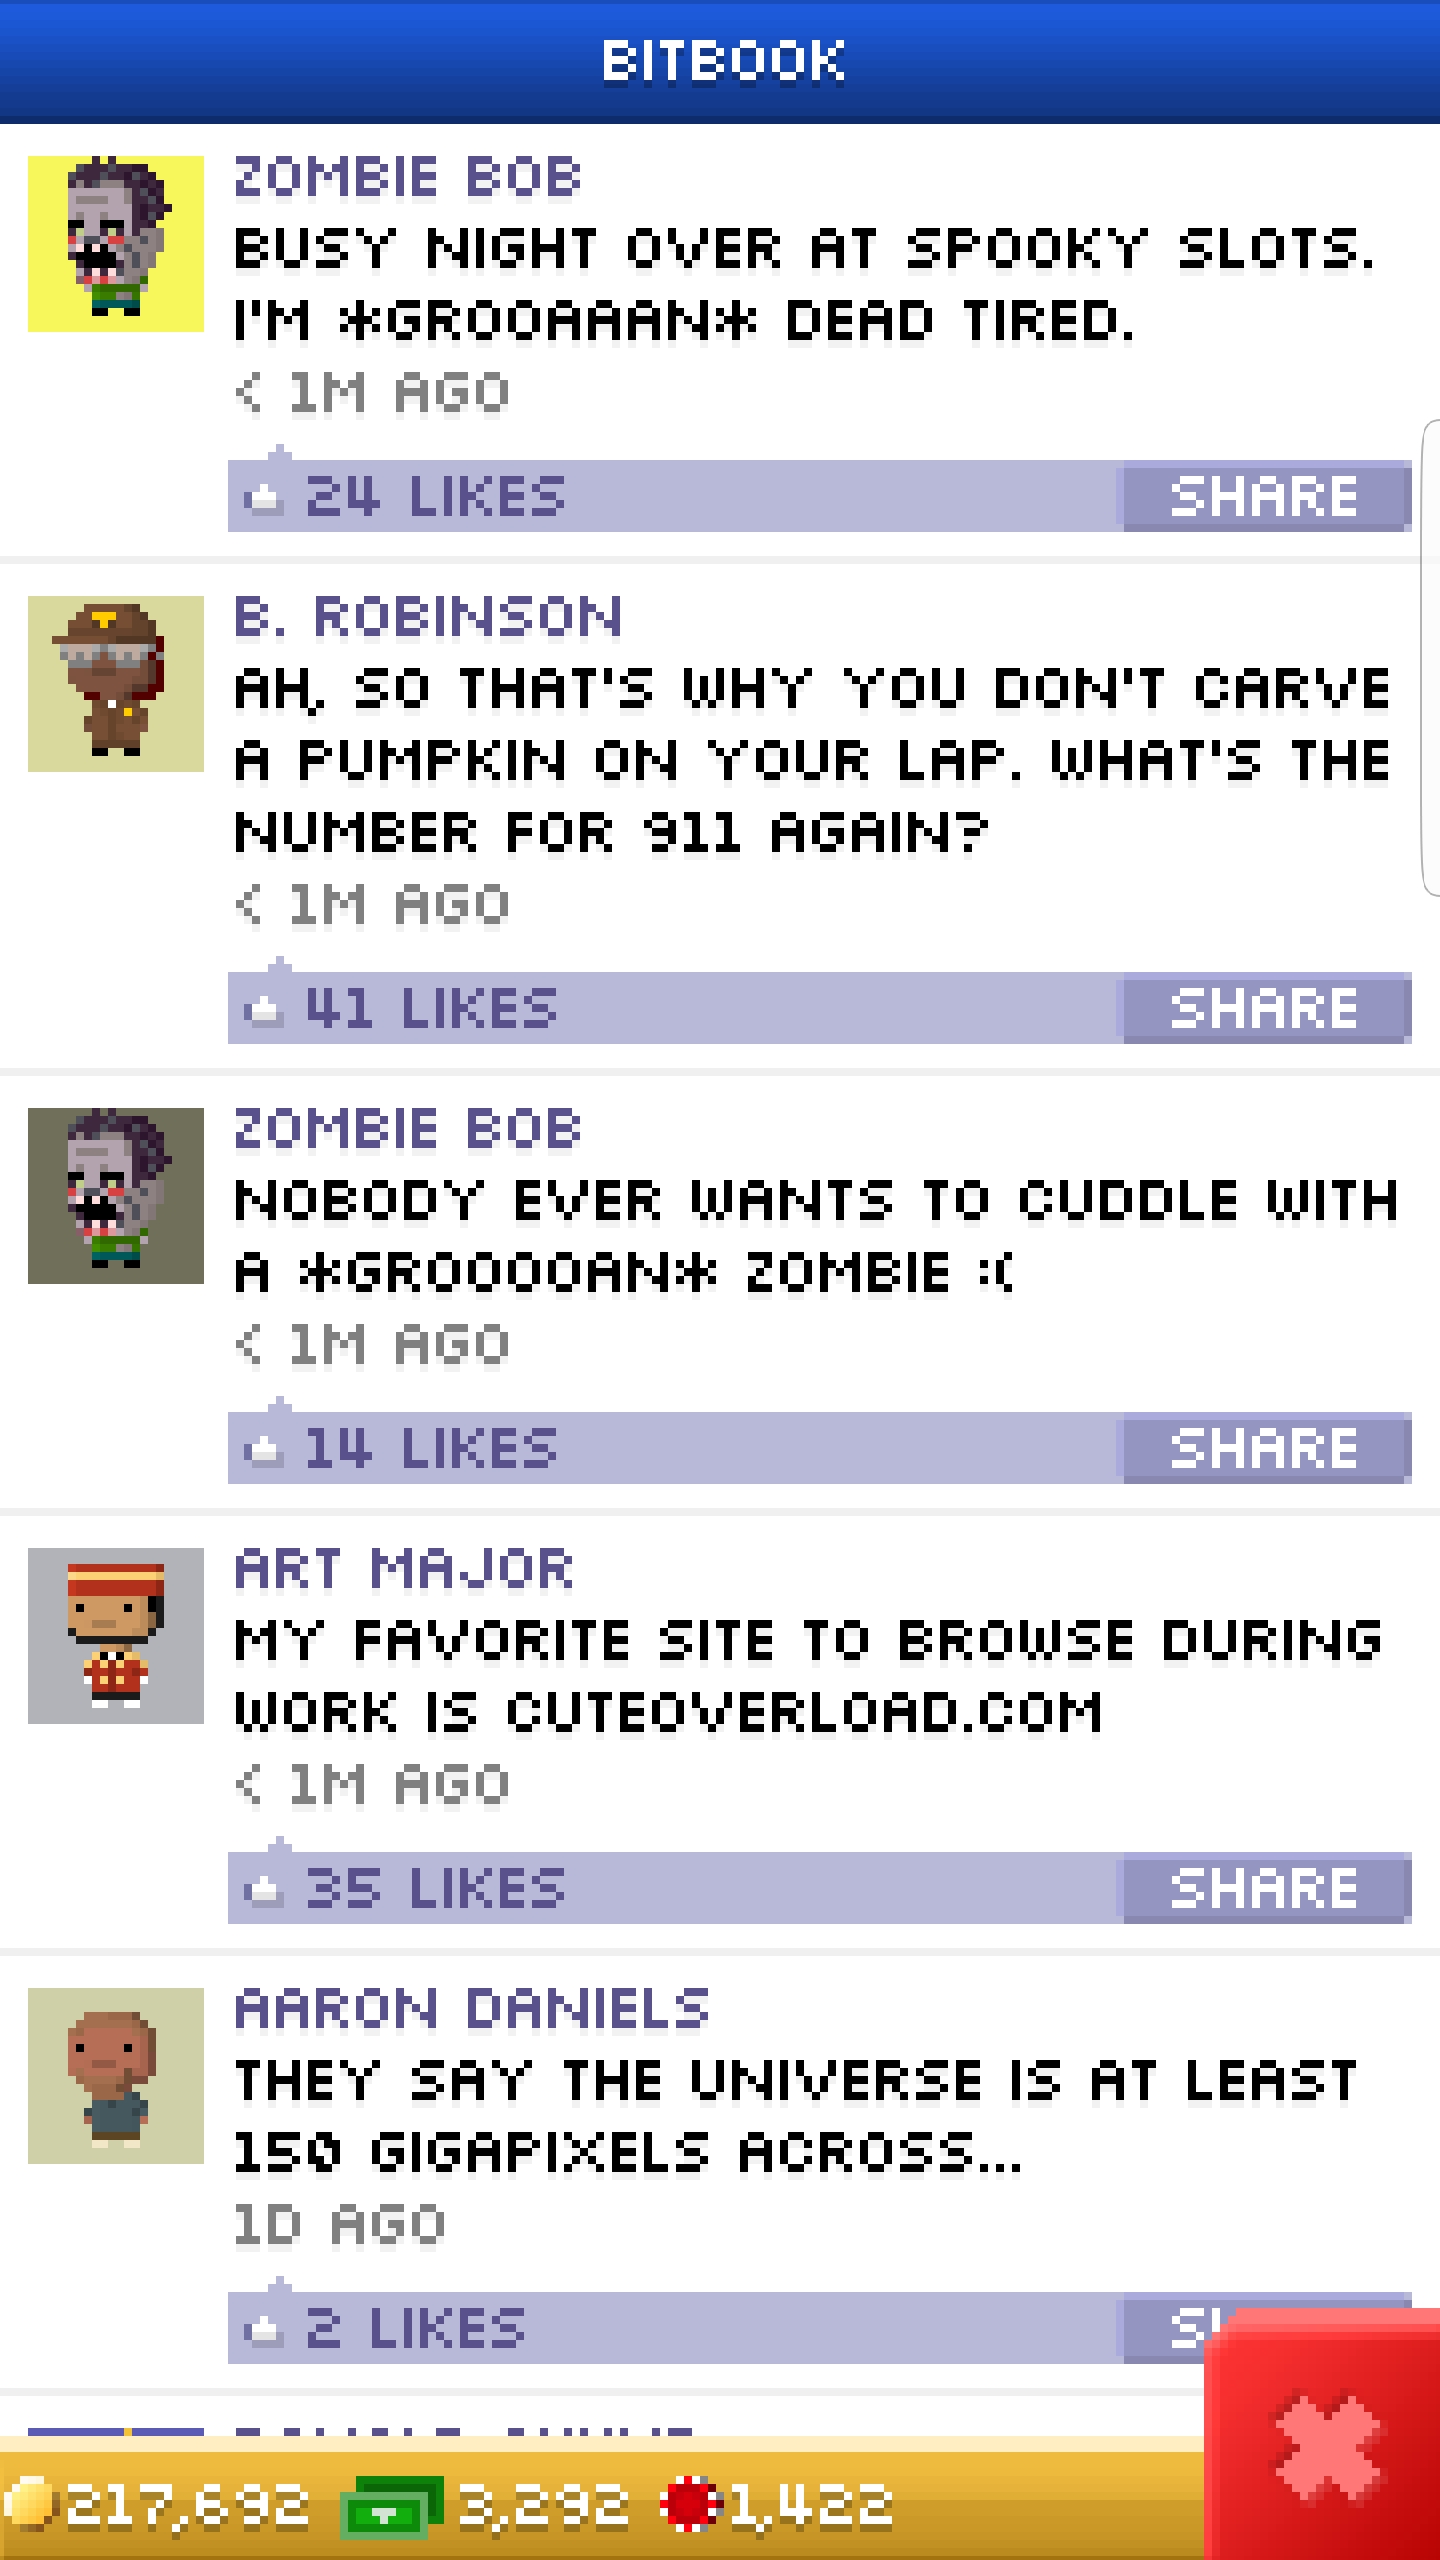 BITBOOK
ZOMBIE BOB
BUSY NIGHT OVER AT SPOOKY SLOTS.
I'M *GROOAAAN* DEAD TIRED.
< 1M AGO
24 LIKES SHARE
B. ROBINSON
AH, SO THAT'S WHY YOU DON'T CARVE
A PUMPKIN ON YOUR LAP. WHAT'S THE
NUMBER FOR 911 AGAIN?
< 1M AGO
41 LIKES SHARE
ZOMBIE BOB
NOBODY EVER WANTS TO CUDDLE WITH
A *GROOOOAN* ZOMBIE :(
< 1M AGO
14 LIKES SHARE
ART MAJOR
MY FAVORITE SITE TO BROWSE DURING
WORK IS CUTEOVERLOAD.COM
< 1M AGO
35 LIKES SHARE
AARON DANIELS
THEY SAY THE UNIVERSE IS AT LEAST
150 GIGAPIXELS ACROSS...
1D AGO
2 LIKES
217,692 3,292 1,422